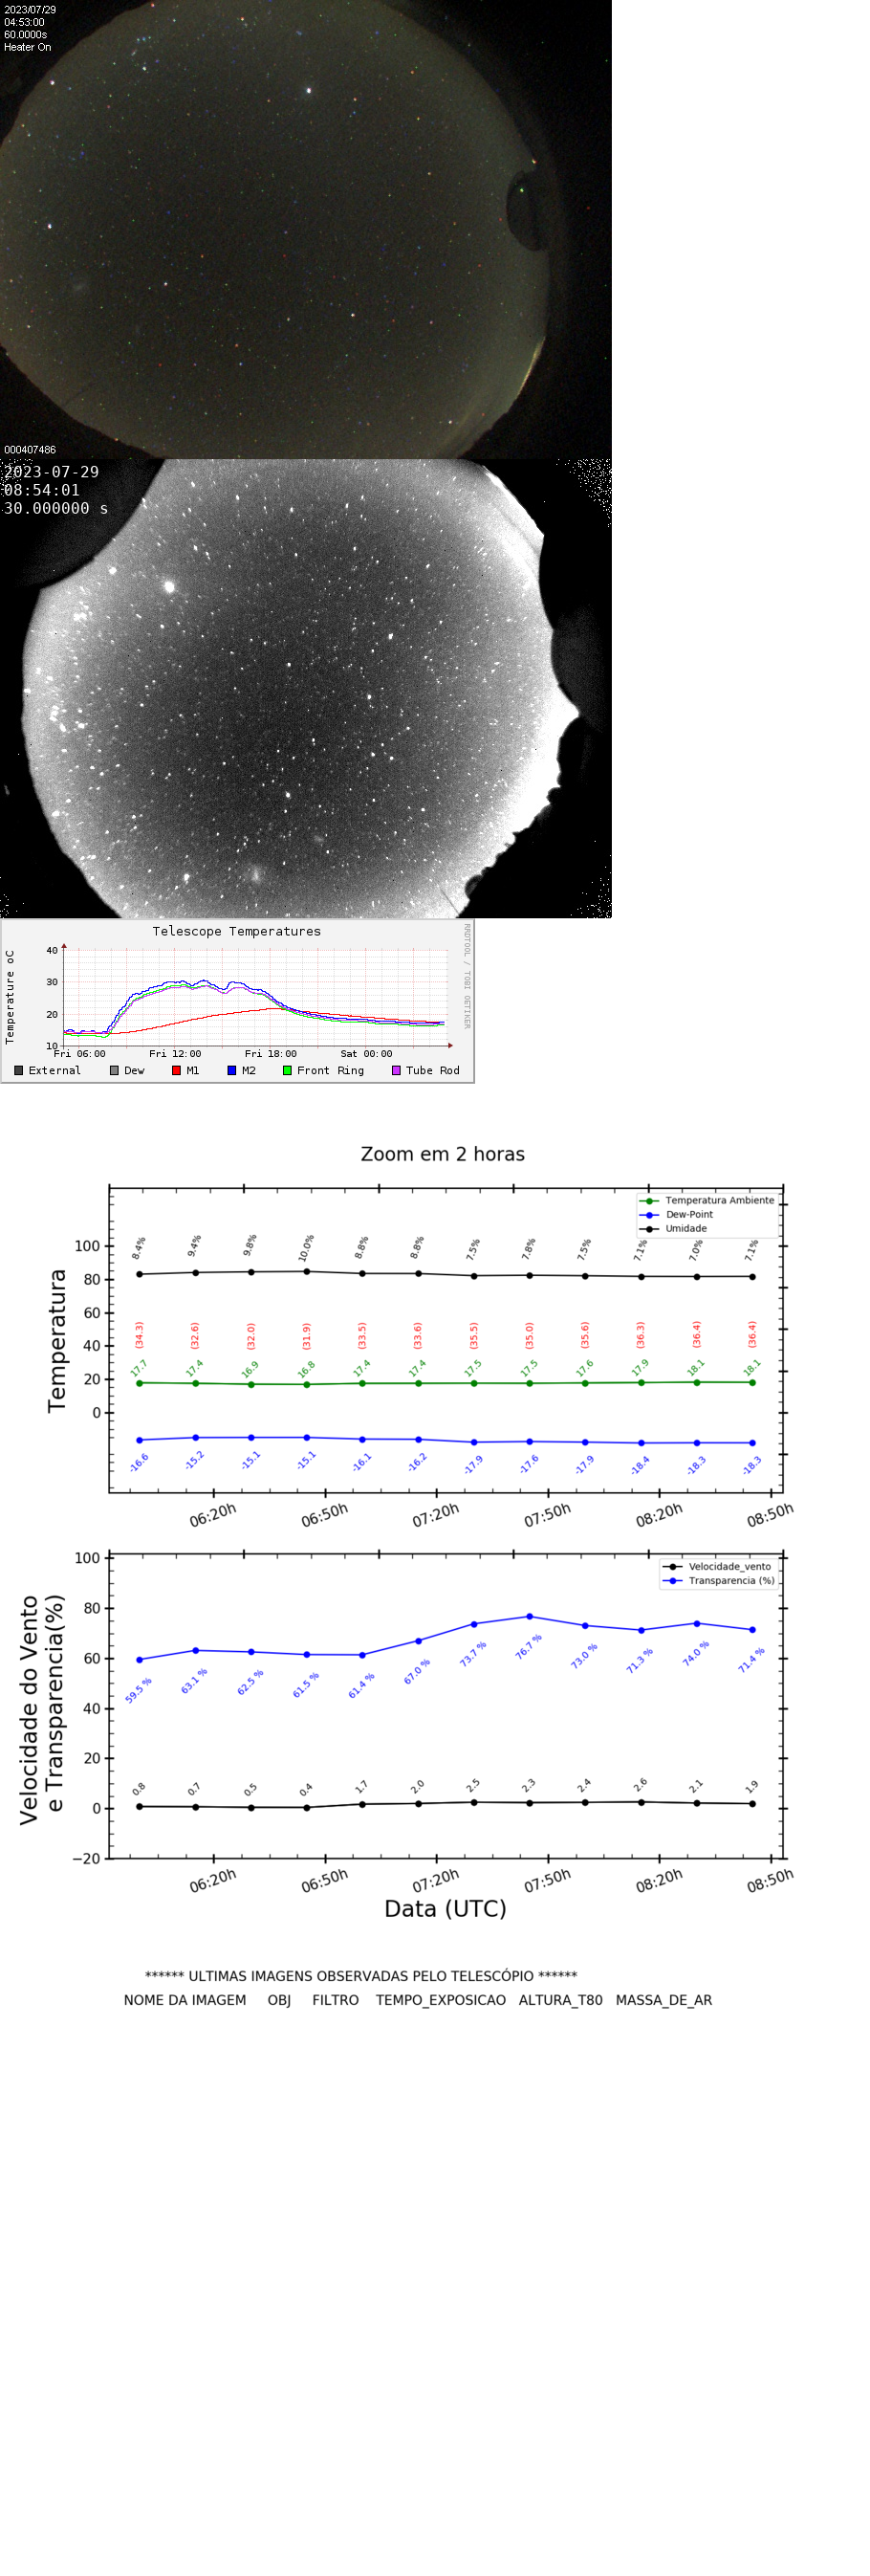 2023/07/29
04:53:00
60.0000s
Heater On
000407486
2023-07-29
08:54:01
30.000000 s
Telescope Temperatures
RRDTOOL / TOBI OETIKER
Temperature oC
40
30
20
10
Fri 06:00 Fri 12:00 Fri 18:00 Sat 00:00
External Dew M1 M2 Front Ring Tube Rod
Zoom em 2 horas
Temperatura Ambiente
Dew-Point
Umidade
Temperatura
100
80
60
40
20
0
8.4% 9.4% 9.8% 10.0% 8.8% 8.8% 7.5% 7.8% 7.5% 7.1% 7.0% 7.1%
(34.3) (32.6) (32.0) (31.9) (33.5) (33.6) (35.5) (35.0) (35.6) (36.3) (36.4) (36.4)
17.7 17.4 16.9 16.8 17.4 17.4 17.5 17.5 17.6 17.9 18.1 18.1
-16.6 -15.2 -15.1 -15.1 -16.1 -16.2 -17.9 -17.6 -17.9 -18.4 -18.3 -18.3
06:20h 06:50h 07:20h 07:50h 08:20h 08:50h
Velocidade_vento
Transparencia (%)
Velocidade do Vento
e Transparencia(%)
100
80
60
40
20
0
−20
59.5 % 63.1 % 62.5 % 61.5 % 61.4 % 67.0 % 73.7 % 76.7 % 73.0 % 71.3 % 74.0 % 71.4 %
0.8 0.7 0.5 0.4 1.7 2.0 2.5 2.3 2.4 2.6 2.1 1.9
06:20h 06:50h 07:20h 07:50h 08:20h 08:50h
Data (UTC)
****** ULTIMAS IMAGENS OBSERVADAS PELO TELESCÓPIO ******
NOME DA IMAGEM OBJ FILTRO TEMPO_EXPOSICAO ALTURA_T80 MASSA_DE_AR